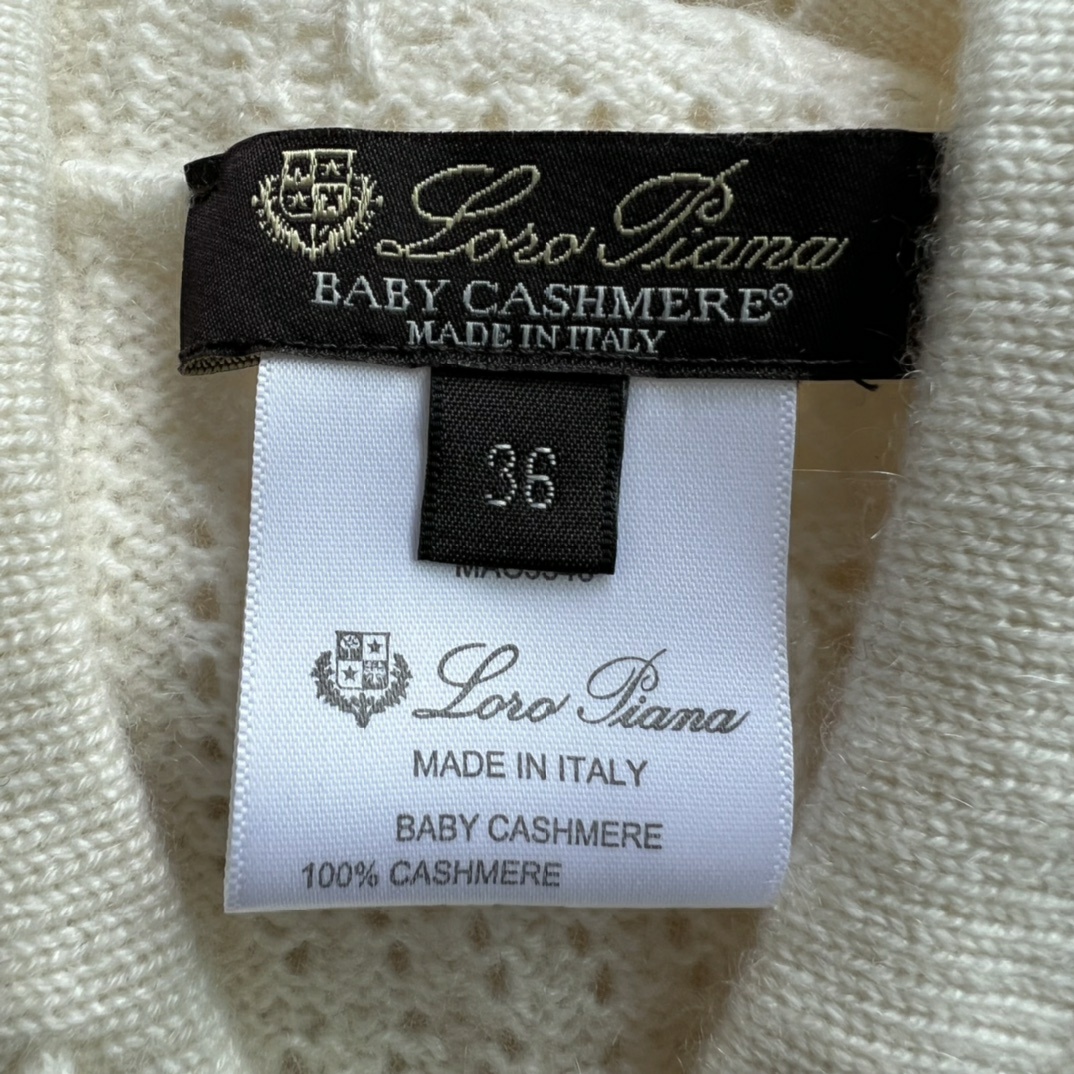 Loro Piana
BABY CASHMERE®
MADE IN ITALY
36
Loro Piana
MADE IN ITALY
BABY CASHMERE
100% CASHMERE